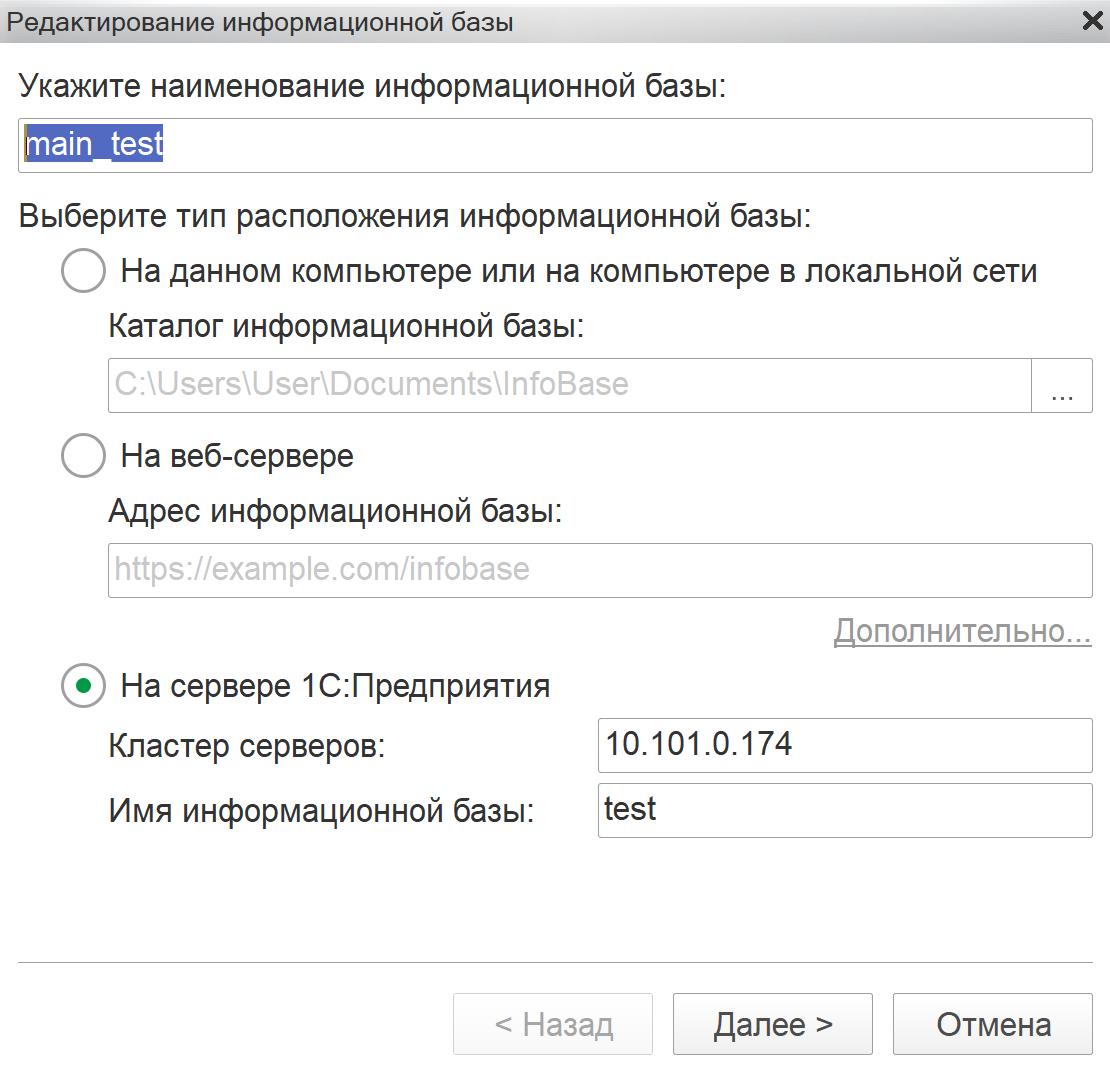 Редактирование информационной базы
Укажите наименование информационной базы:
main_test
Выберите тип расположения информационной базы:
На данном компьютере или на компьютере в локальной сети
Каталог информационной базы:
C:\Users\User\Documents\InfoBase
...
На веб-сервере
Адрес информационной базы:
https://example.com/infobase
Дополнительно...
На сервере 1С:Предприятия
Кластер серверов:
10.101.0.174
Имя информационной базы:
test
< Назад
Далее >
Отмена